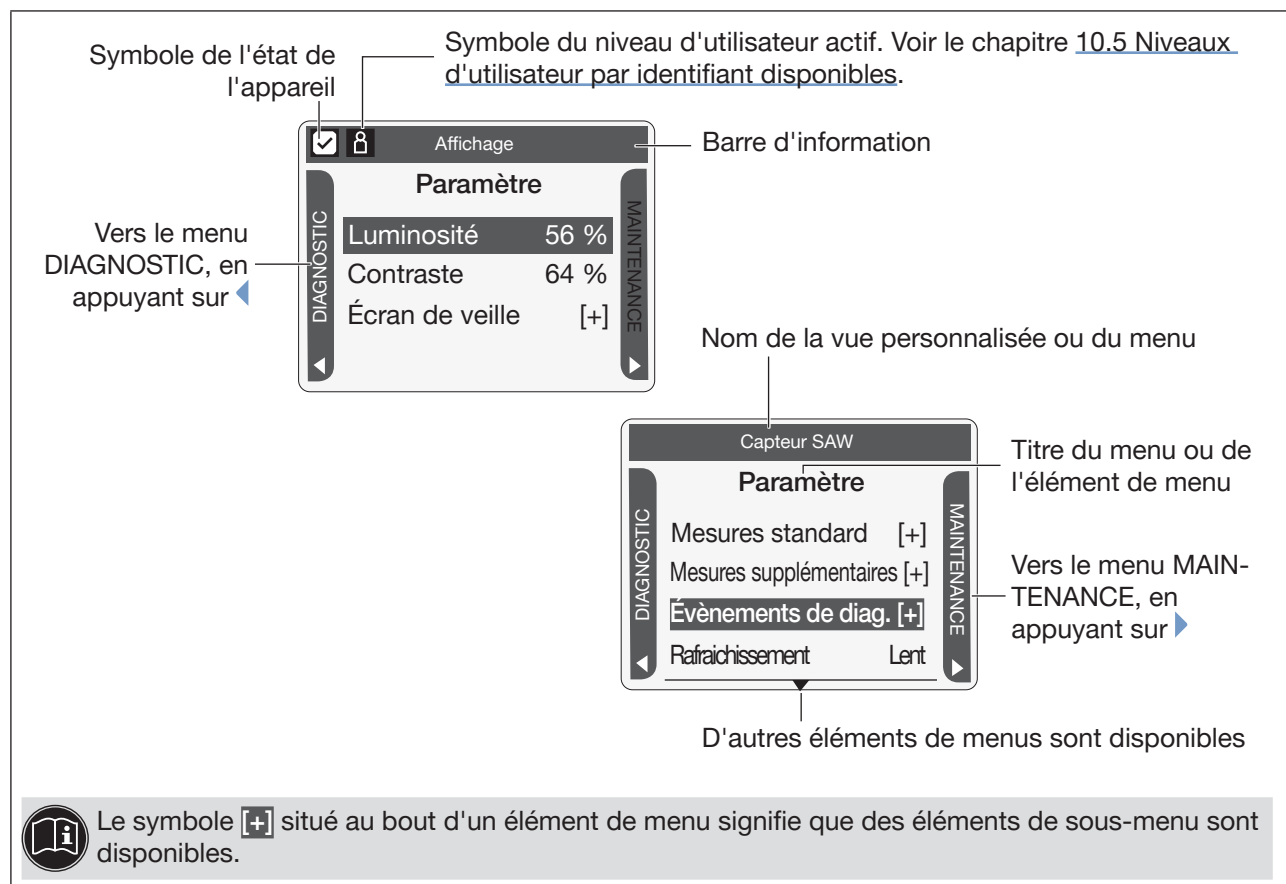 Symbole de l'état de
l'appareil
Symbole du niveau d'utilisateur actif. Voir le chapitre 10.5 Niveaux
d'utilisateur par identifiant disponibles.
Affichage
Barre d'information
Paramètre
DIAGNOSTIC
MAINTENANCE
Luminosité 56 %
Contraste 64 %
Écran de veille [+]
Vers le menu
DIAGNOSTIC, en
appuyant sur
Nom de la vue personnalisée ou du menu
Capteur SAW
Paramètre
DIAGNOSTIC
MAINTENANCE
Mesures standard [+]
Mesures supplémentaires [+]
Évènements de diag. [+]
Rafraichissement Lent
Titre du menu ou de
l'élément de menu
Vers le menu MAIN-
TENANCE, en
appuyant sur
D'autres éléments de menus sont disponibles
Le symbole [+] situé au bout d'un élément de menu signifie que des éléments de sous-menu sont
disponibles.